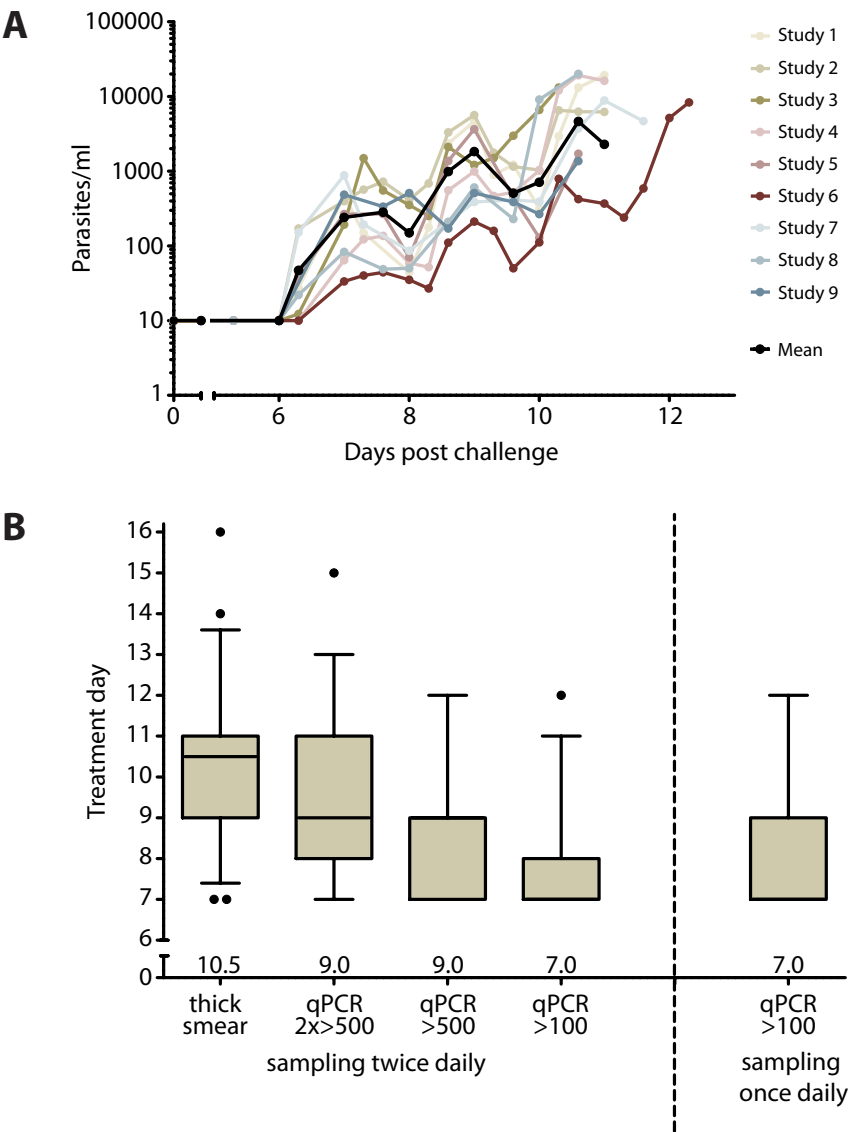 A
100000
10000
1000
100
10
1
Parasites/ml
0 6 8 10 12
Days post challenge
Study 1
Study 2
Study 3
Study 4
Study 5
Study 6
Study 7
Study 8
Study 9
Mean
B
16
15
14
13
12
11
10
9
8
7
6
0
Treatment day
10.5 9.0 9.0 7.0 7.0
thick qPCR qPCR qPCR qPCR
smear 2x>500 >500 >100 >100
sampling twice daily
sampling
once daily